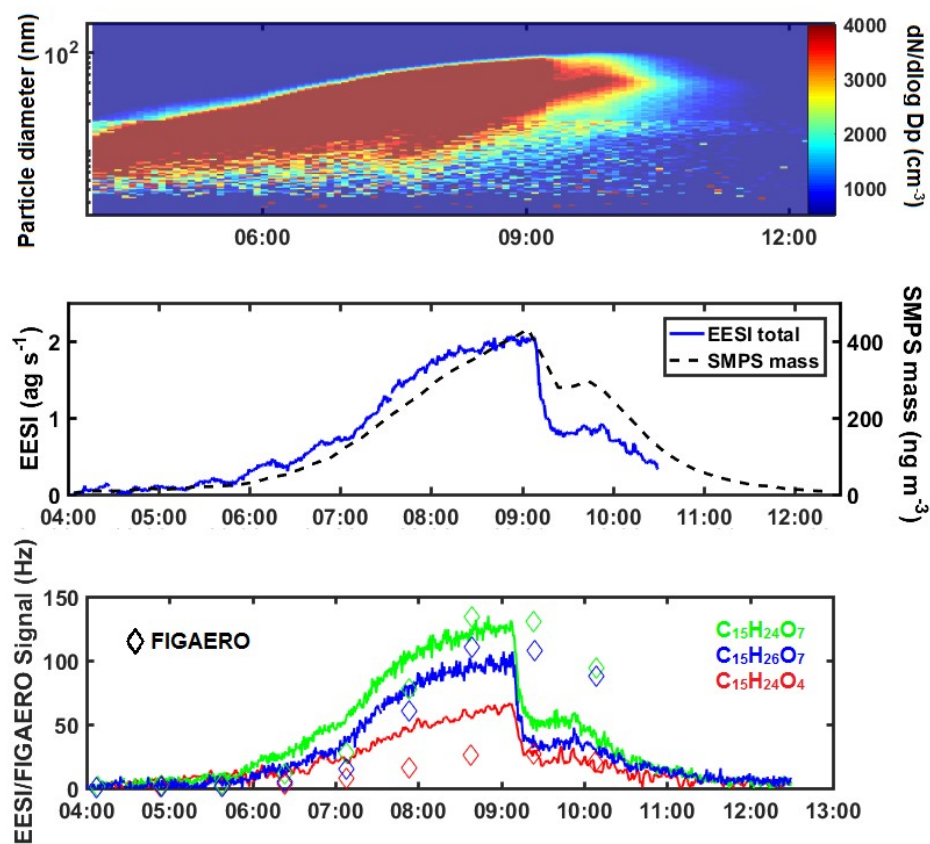 Particle diameter (nm)
10²
06:00 09:00 12:00
4000
3000
2000
1000
dN/dlog Dp (cm⁻³)
EESI (ag s⁻¹)
2
1
0
EESI total
SMPS mass
400
200
0
SMPS mass (ng m⁻³)
04:00 05:00 06:00 07:00 08:00 09:00 10:00 11:00 12:00
EESI/FIGAERO Signal (Hz)
150
100
50
0
FIGAERO
C₁₅H₂₄O₇
C₁₅H₂₆O₇
C₁₅H₂₄O₄
04:00 05:00 06:00 07:00 08:00 09:00 10:00 11:00 12:00 13:00